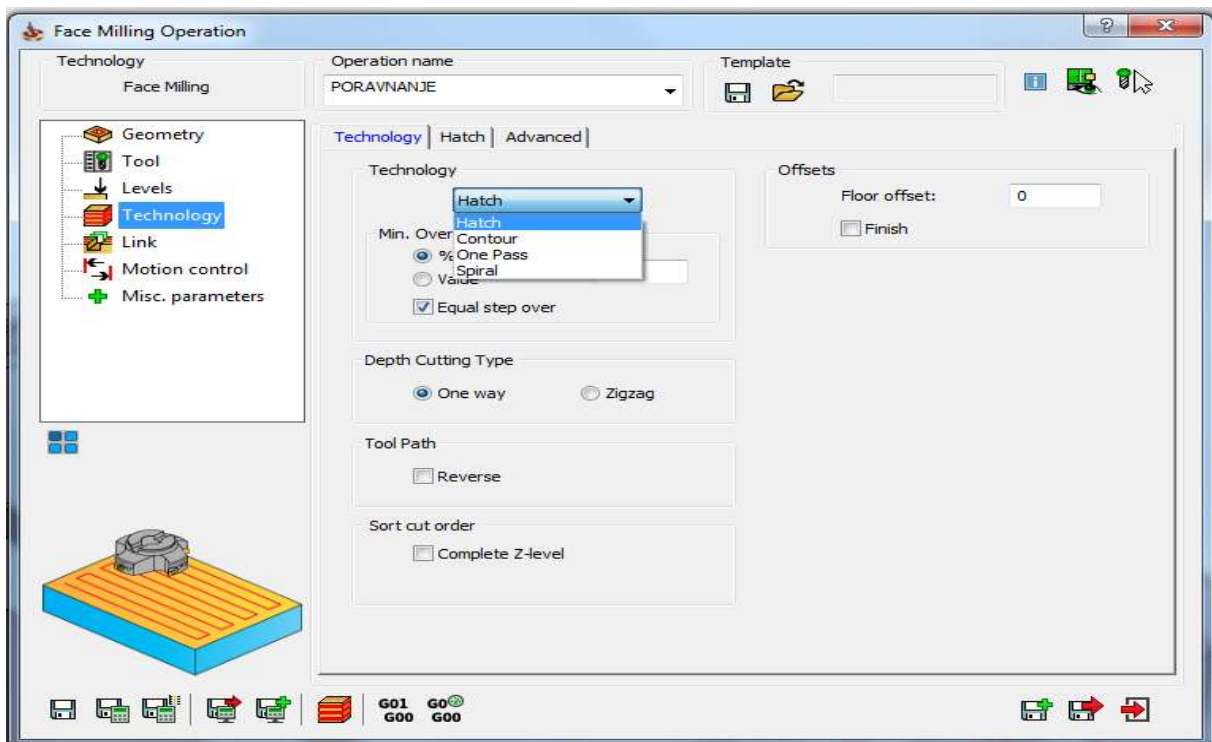 Face Milling Operation
Technology
Face Milling
Operation name
PORAVNANJE
Template
Geometry
Tool
Levels
Technology
Link
Motion control
Misc. parameters
Technology Hatch Advanced
Technology
Hatch
Hatch
Contour
One Pass
Spiral
Min. Over
%
Value
Equal step over
Offsets
Floor offset: 0
Finish
Depth Cutting Type
One way Zigzag
Tool Path
Reverse
Sort cut order
Complete Z-level
G01 G0
G00 G00